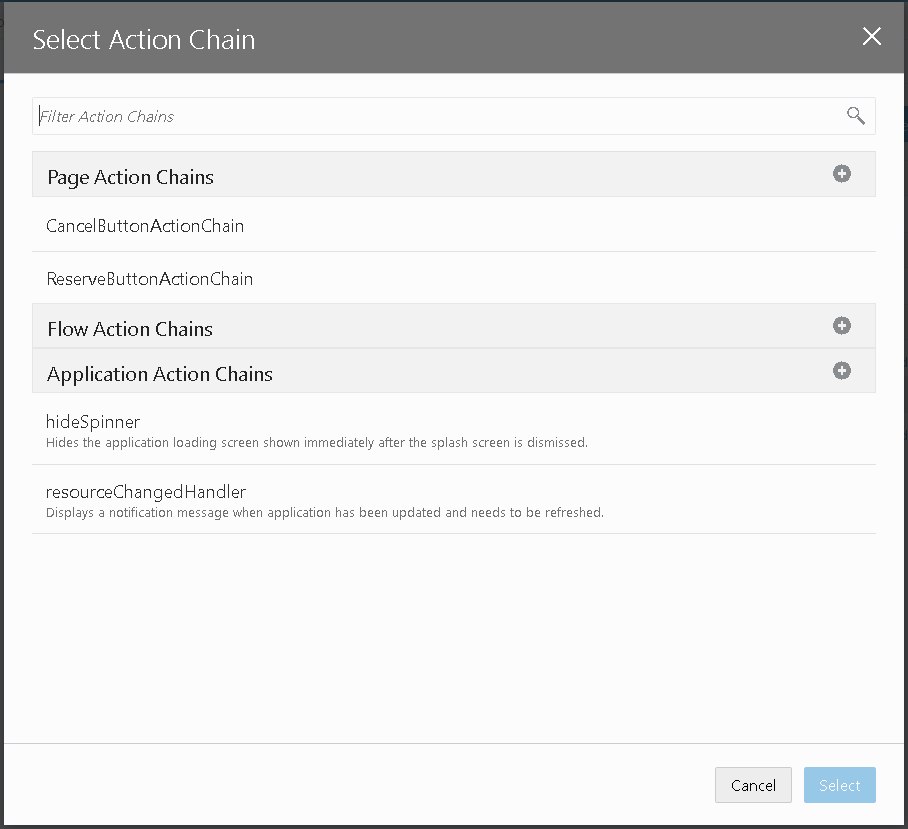 Select Action Chain
Filter Action Chains
Page Action Chains
CancelButtonActionChain
ReserveButtonActionChain
Flow Action Chains
Application Action Chains
hideSpinner
Hides the application loading screen shown immediately after the splash screen is dismissed.
resourceChangedHandler
Displays a notification message when application has been updated and needs to be refreshed.
Cancel
Select